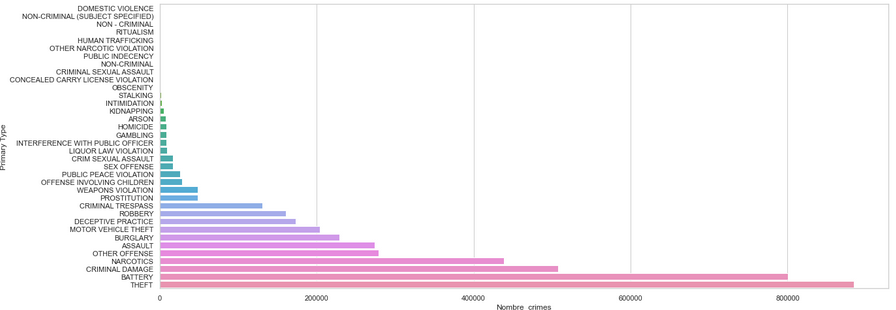 DOMESTIC VIOLENCE
NON-CRIMINAL (SUBJECT SPECIFIED)
NON - CRIMINAL
RITUALISM
HUMAN TRAFFICKING
OTHER NARCOTIC VIOLATION
PUBLIC INDECENCY
NON-CRIMINAL
CRIMINAL SEXUAL ASSAULT
CONCEALED CARRY LICENSE VIOLATION
OBSCENITY
STALKING
INTIMIDATION
KIDNAPPING
ARSON
HOMICIDE
GAMBLING
INTERFERENCE WITH PUBLIC OFFICER
LIQUOR LAW VIOLATION
CRIM SEXUAL ASSAULT
SEX OFFENSE
PUBLIC PEACE VIOLATION
OFFENSE INVOLVING CHILDREN
WEAPONS VIOLATION
PROSTITUTION
CRIMINAL TRESPASS
ROBBERY
DECEPTIVE PRACTICE
MOTOR VEHICLE THEFT
BURGLARY
ASSAULT
OTHER OFFENSE
NARCOTICS
CRIMINAL DAMAGE
BATTERY
THEFT
Primary Type
0 200000 400000 600000 800000
Nombre_crimes